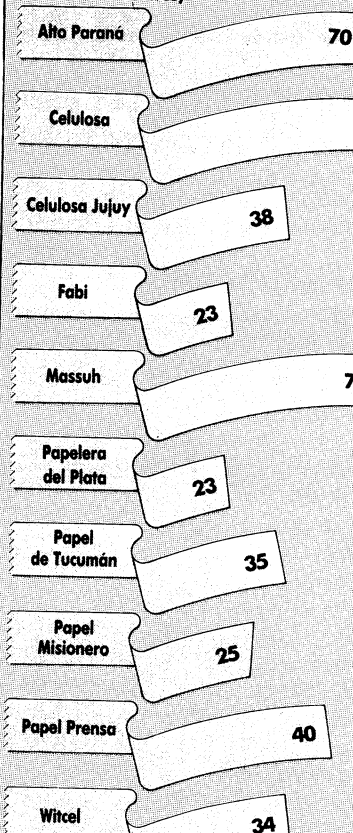 Alto Paraná 70
Celulosa
Celulosa Jujuy 38
Fabi 23
Massuh 7
Papelera
del Plata 23
Papel
de Tucumán 35
Papel
Misionero 25
Papel Prensa 40
Witcel 34